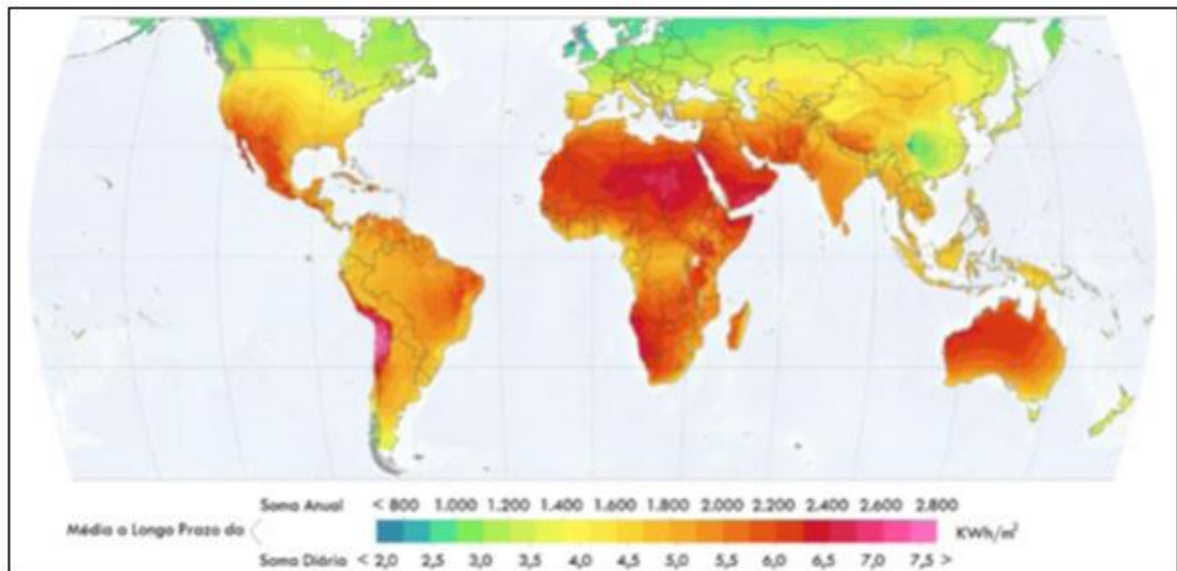 Soma Anual < 800 1.000 1.200 1.400 1.600 1.800 2.000 2.200 2.400 2.600 2.800
Média a Longo Prazo da KWh/m²
Soma Diária < 2,0 2,5 3,0 3,5 4,0 4,5 5,0 5,5 6,0 6,5 7,0 7,5 >